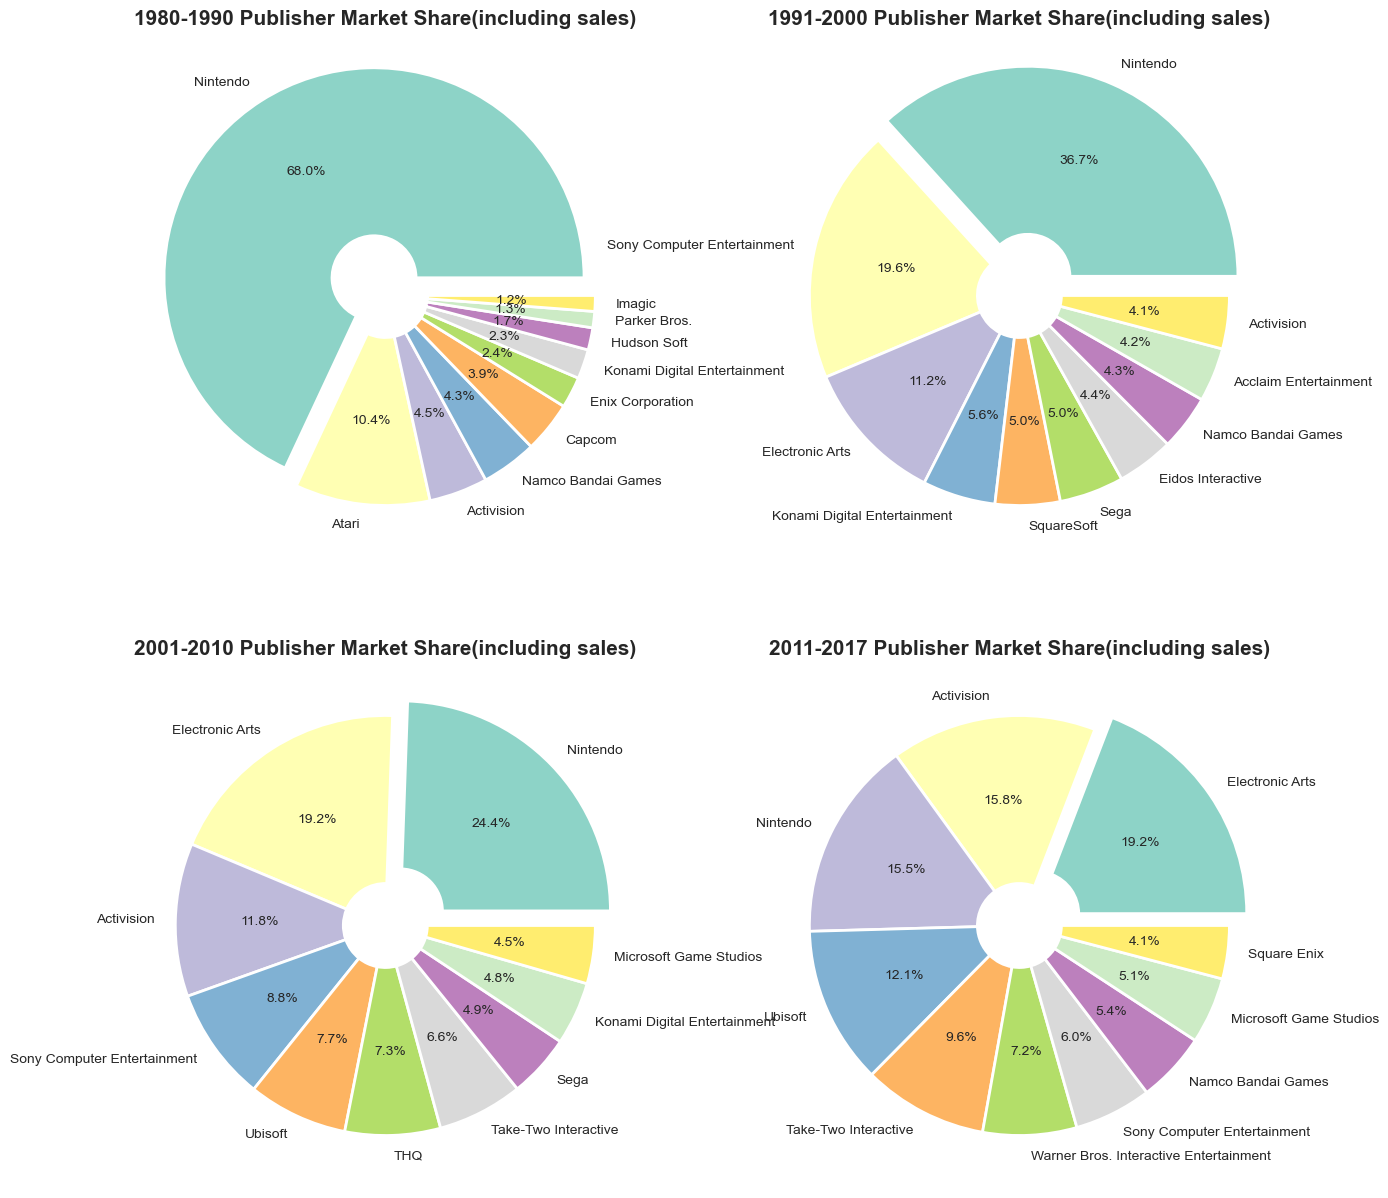 1980-1990 Publisher Market Share(including sales)
Nintendo
68.0%
Atari
10.4%
Activision
4.5%
Namco Bandai Games
4.3%
Capcom
3.9%
Enix Corporation
2.4%
Konami Digital Entertainment
2.3%
Hudson Soft
1.7%
Parker Bros.
1.3%
Imagic
1.2%
1991-2000 Publisher Market Share(including sales)
Nintendo
36.7%
Sony Computer Entertainment
19.6%
Electronic Arts
11.2%
Konami Digital Entertainment
5.6%
SquareSoft
5.0%
Sega
5.0%
Eidos Interactive
4.4%
Namco Bandai Games
4.3%
Acclaim Entertainment
4.2%
Activision
4.1%
2001-2010 Publisher Market Share(including sales)
Nintendo
24.4%
Electronic Arts
19.2%
Activision
11.8%
Sony Computer Entertainment
8.8%
Ubisoft
7.7%
THQ
7.3%
Take-Two Interactive
6.6%
Sega
4.9%
Konami Digital Entertainment
4.8%
Microsoft Game Studios
4.5%
2011-2017 Publisher Market Share(including sales)
Electronic Arts
19.2%
Activision
15.8%
Nintendo
15.5%
Ubisoft
12.1%
Take-Two Interactive
9.6%
Warner Bros. Interactive Entertainment
7.2%
Sony Computer Entertainment
6.0%
Namco Bandai Games
5.4%
Microsoft Game Studios
5.1%
Square Enix
4.1%